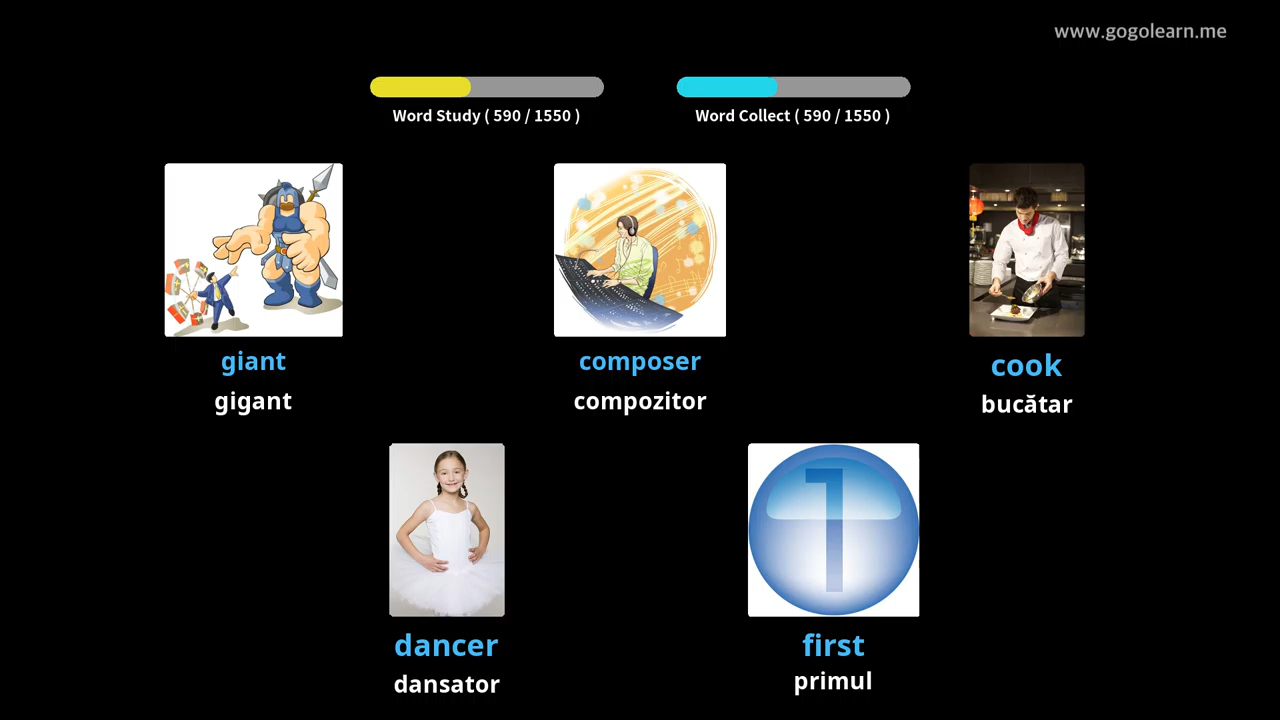 www.gogolearn.me
Word Study ( 590 / 1550 )
Word Collect ( 590 / 1550 )
giant
gigant
composer
compozitor
cook
bucătar
dancer
dansator
1
first
primul